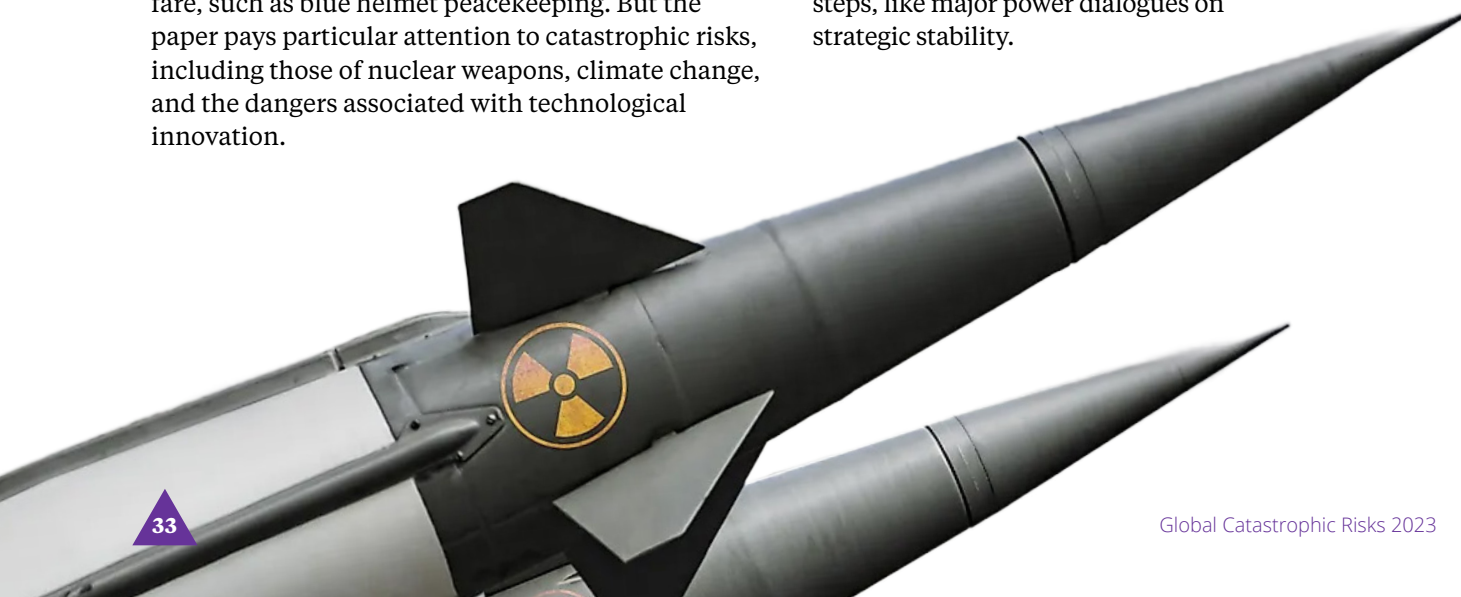 fare, such as blue helmet peacekeeping. But the
paper pays particular attention to catastrophic risks,
including those of nuclear weapons, climate change,
and the dangers associated with technological
innovation.
steps, like major power dialogues on
strategic stability.
33
Global Catastrophic Risks 2023